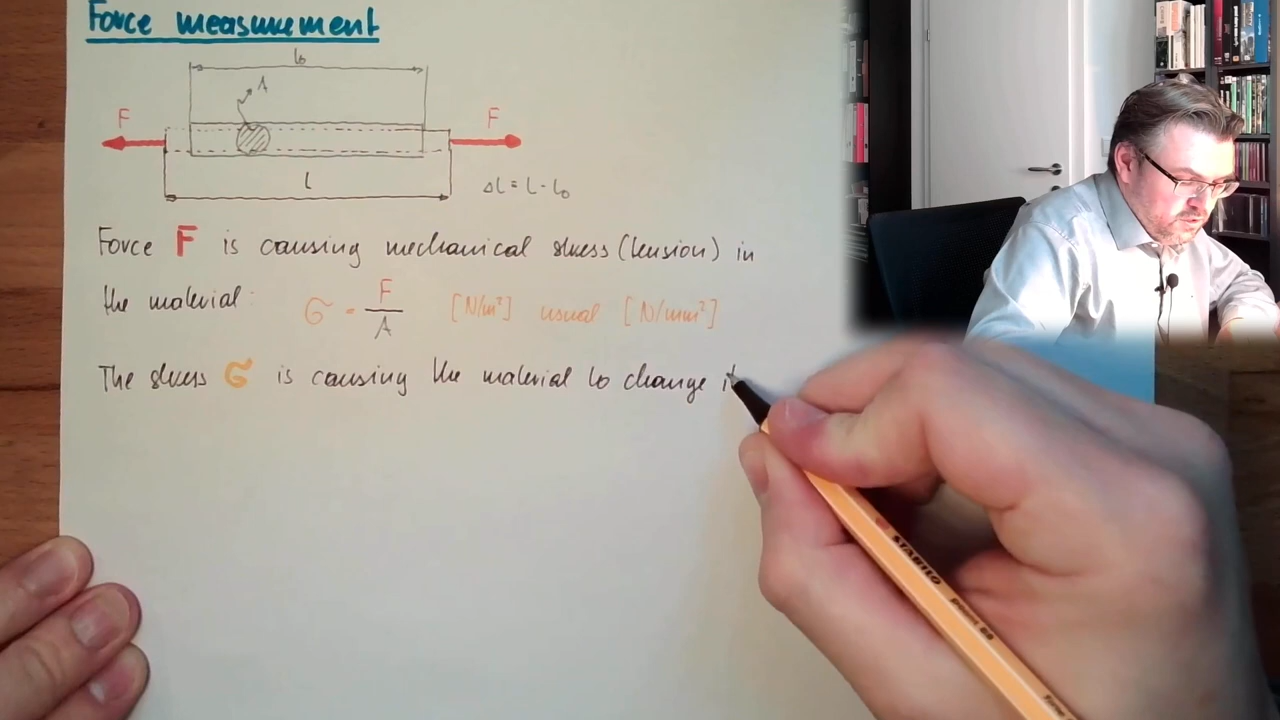 Force measurement
l₀
A
F
F
l
Δl = l - l₀
Force F is causing mechanical stress (tension) in
the material: σ = F/A [N/m²] usual [N/mm²]
The stress σ is causing the material to change it
STABILO